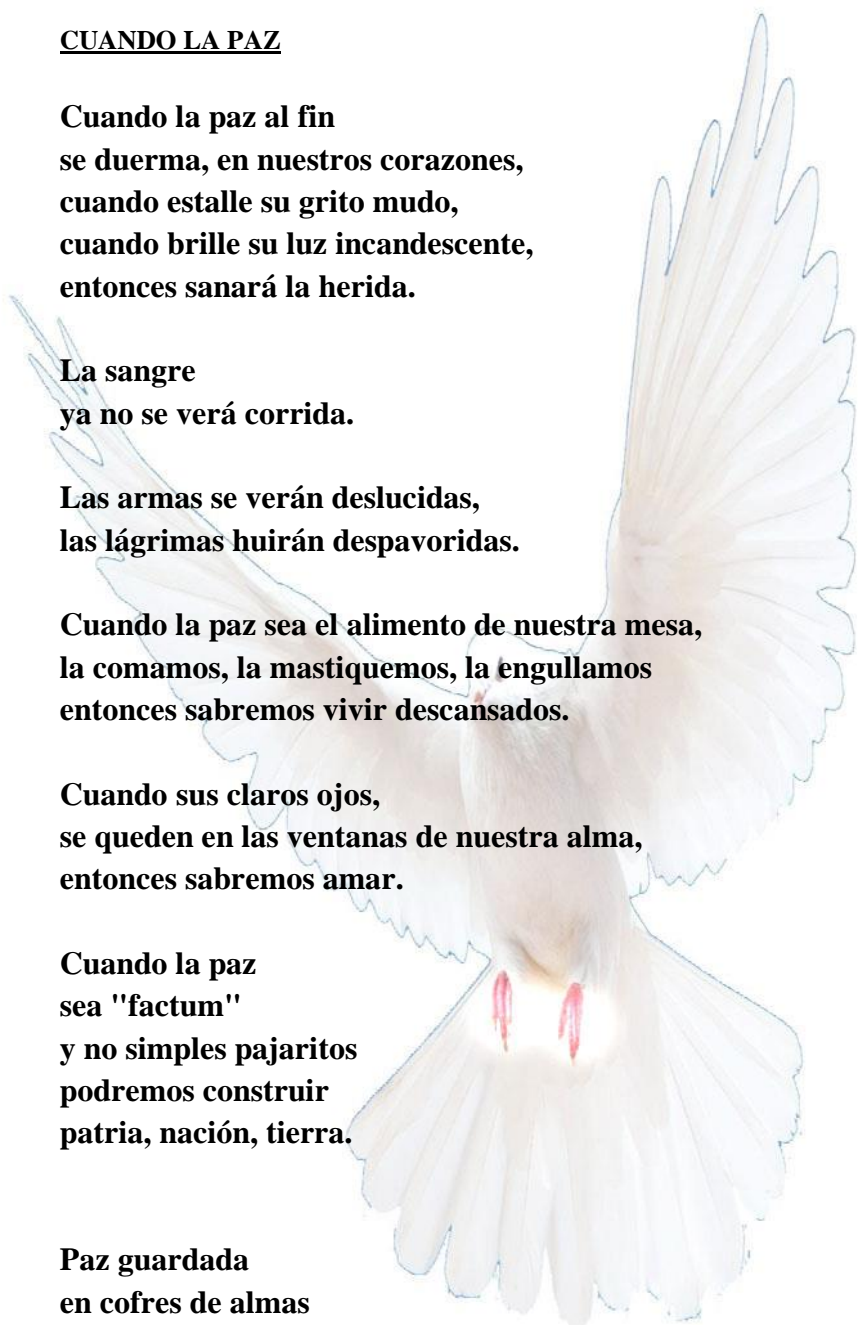 CUANDO LA PAZ
Cuando la paz al fin
se duerma, en nuestros corazones,
cuando estalle su grito mudo,
cuando brille su luz incandescente,
entonces sanará la herida.
La sangre
ya no se verá corrida.
Las armas se verán deslucidas,
las lágrimas huirán despavoridas.
Cuando la paz sea el alimento de nuestra mesa,
la comamos, la mastiquemos, la engullamos
entonces sabremos vivir descansados.
Cuando sus claros ojos,
se queden en las ventanas de nuestra alma,
entonces sabremos amar.
Cuando la paz
sea "factum"
y no simples pajaritos
podremos construir
patria, nación, tierra.
Paz guardada
en cofres de almas